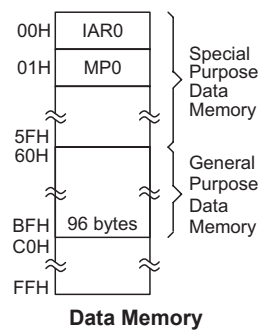 00H IAR0
01H MP0
Special
Purpose
Data
Memory
5FH
60H
General
Purpose
Data
Memory
BFH 96 bytes
C0H
FFH
Data Memory